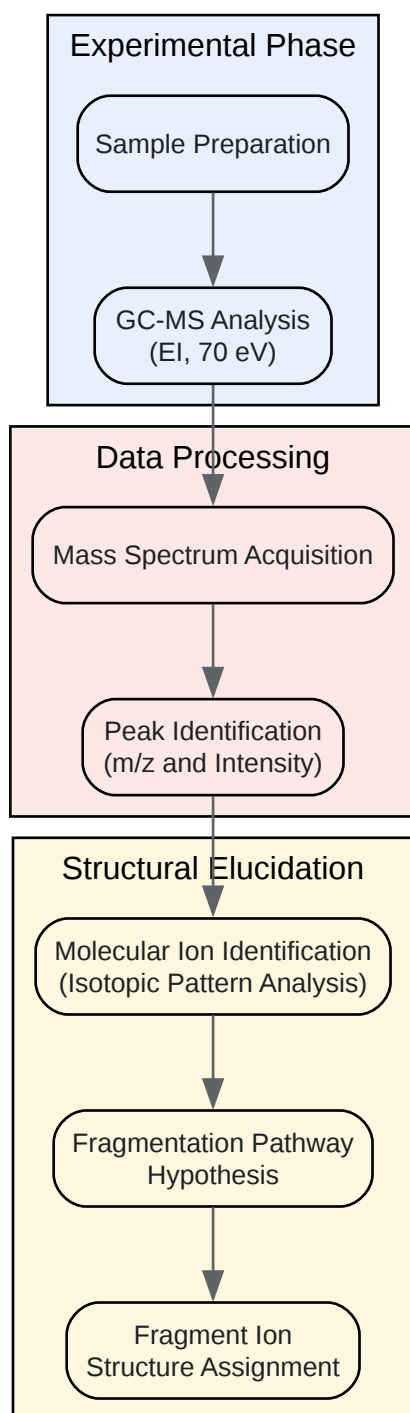 Experimental Phase
Sample Preparation
GC-MS Analysis
(EI, 70 eV)
Data Processing
Mass Spectrum Acquisition
Peak Identification
(m/z and Intensity)
Structural Elucidation
Molecular Ion Identification
(Isotopic Pattern Analysis)
Fragmentation Pathway
Hypothesis
Fragment Ion
Structure Assignment